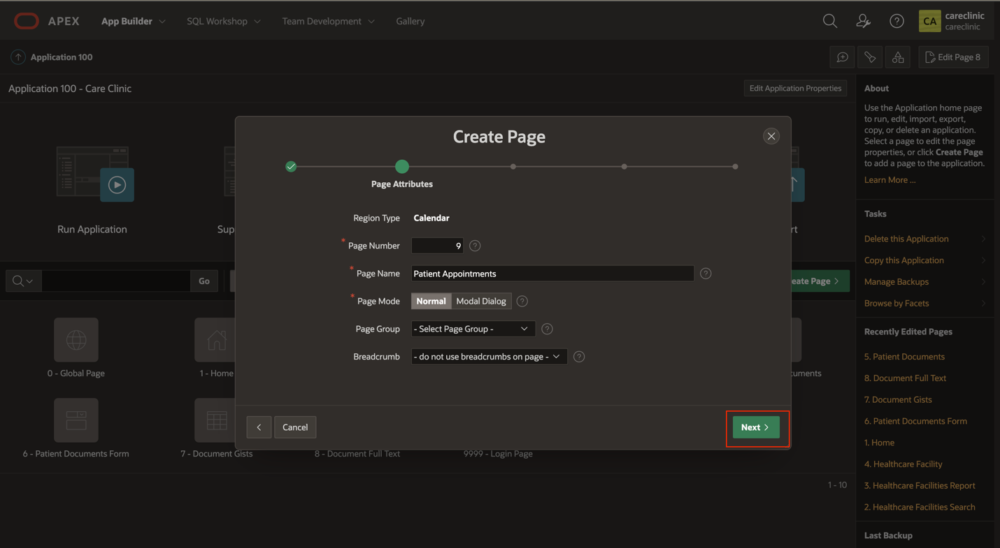 APEX App Builder SQL Workshop Team Development Gallery CA careclinic
careclinic
Application 100 Edit Page 8
Application 100 - Care Clinic Edit Application Properties
About
Use the Application home page
to run, edit, import, export,
copy, or delete an application.
Select a page to edit the page
properties, or click Create Page
to add a page to the application.
Learn More ...
Create Page
Page Attributes
Region Type Calendar
* Page Number 9 ?
* Page Name Patient Appointments ?
* Page Mode Normal Modal Dialog ?
Page Group - Select Page Group - ?
Breadcrumb - do not use breadcrumbs on page - ?
Cancel Next
Run Application Sup rt
Go eate Page
0 - Global Page 1 - Home uments
6 - Patient Documents Form 7 - Document Gists 8 - Document Full Text 9999 - Login Page
1 - 10
Tasks
Delete this Application
Copy this Application
Manage Backups
Browse by Facets
Recently Edited Pages
5. Patient Documents
8. Document Full Text
7. Document Gists
6. Patient Documents Form
1. Home
4. Healthcare Facility
3. Healthcare Facilities Report
2. Healthcare Facilities Search
Last Backup